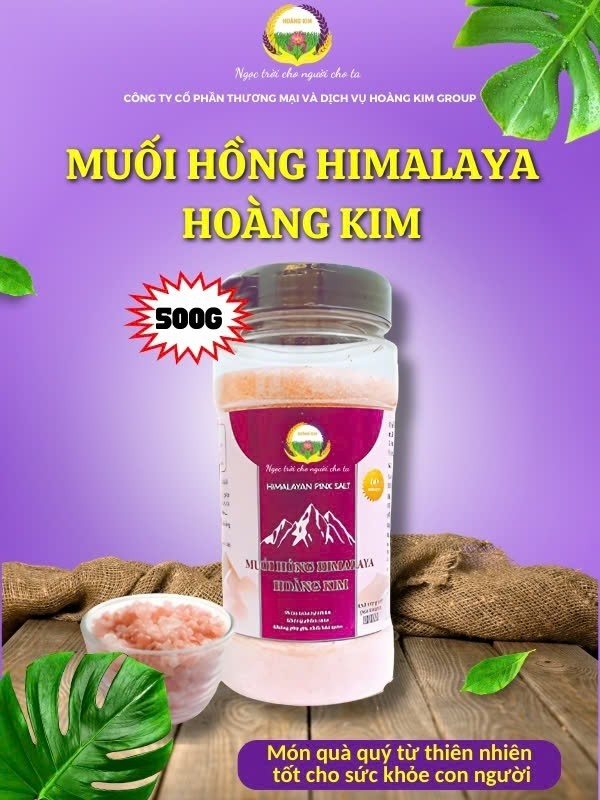 HOÀNG KIM
Ngọc trời cho người cho ta
CÔNG TY CỔ PHẦN THƯƠNG MẠI VÀ DỊCH VỤ HOÀNG KIM GROUP
MUỐI HỒNG HIMALAYA
HOÀNG KIM
500G
HOÀNG KIM
Ngọc trời cho người cho ta
HIMALAYAN PINK SALT
MUỐI HỒNG HIMALAYA
HOÀNG KIM
Món quà quý từ thiên nhiên
tốt cho sức khỏe con người